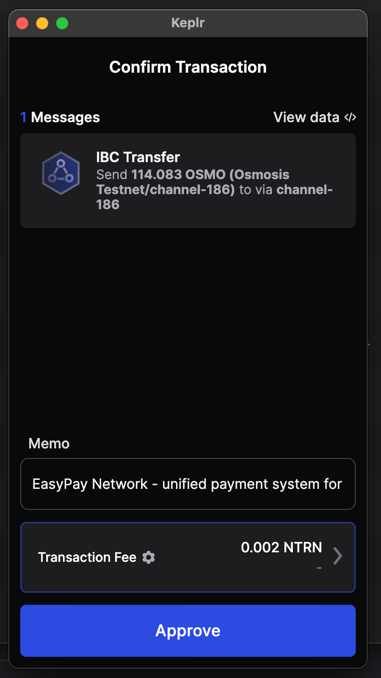 Keplr
Confirm Transaction
1 Messages
View data </>
IBC Transfer
Send 114.083 OSMO (Osmosis
Testnet/channel-186) to via channel-
186
Memo
EasyPay Network - unified payment system for
Transaction Fee
0.002 NTRN
-
Approve